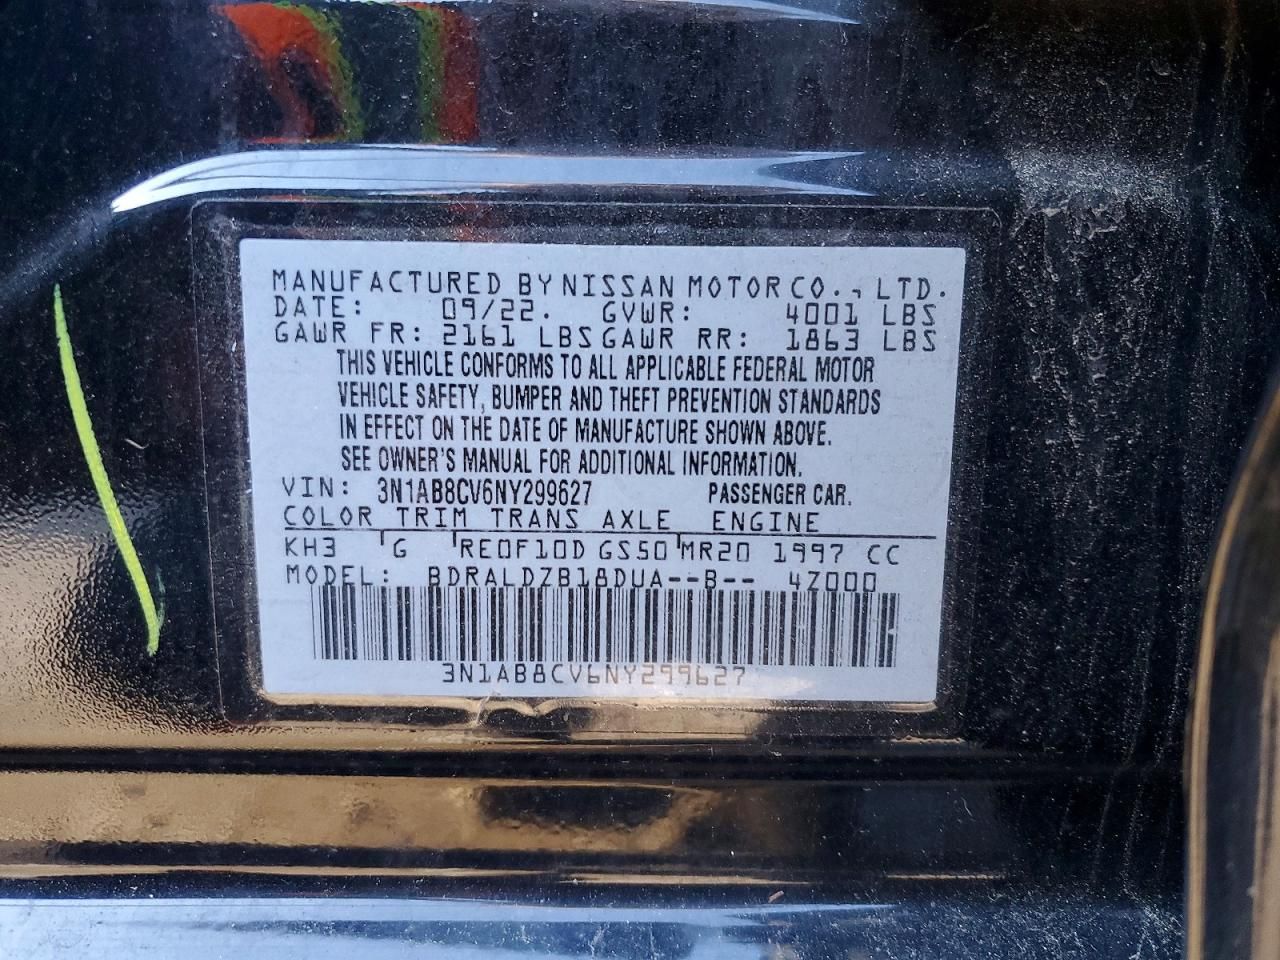 MANUFACTURED BY NISSAN MOTOR CO., LTD.
DATE: 09/22. GVWR: 4001 LBS
GAWR FR: 2161 LBS GAWR RR: 1863 LBS
THIS VEHICLE CONFORMS TO ALL APPLICABLE FEDERAL MOTOR
VEHICLE SAFETY, BUMPER AND THEFT PREVENTION STANDARDS
IN EFFECT ON THE DATE OF MANUFACTURE SHOWN ABOVE.
SEE OWNER'S MANUAL FOR ADDITIONAL INFORMATION.
VIN: 3N1AB8CV6NY299627 PASSENGER CAR.
COLOR TRIM TRANS AXLE ENGINE
KH3 G RE0F10D GS50 MR20 1997 CC
MODEL: BDRALDZB18DUA--B-- 4Z000
3N1AB8CV6NY299627